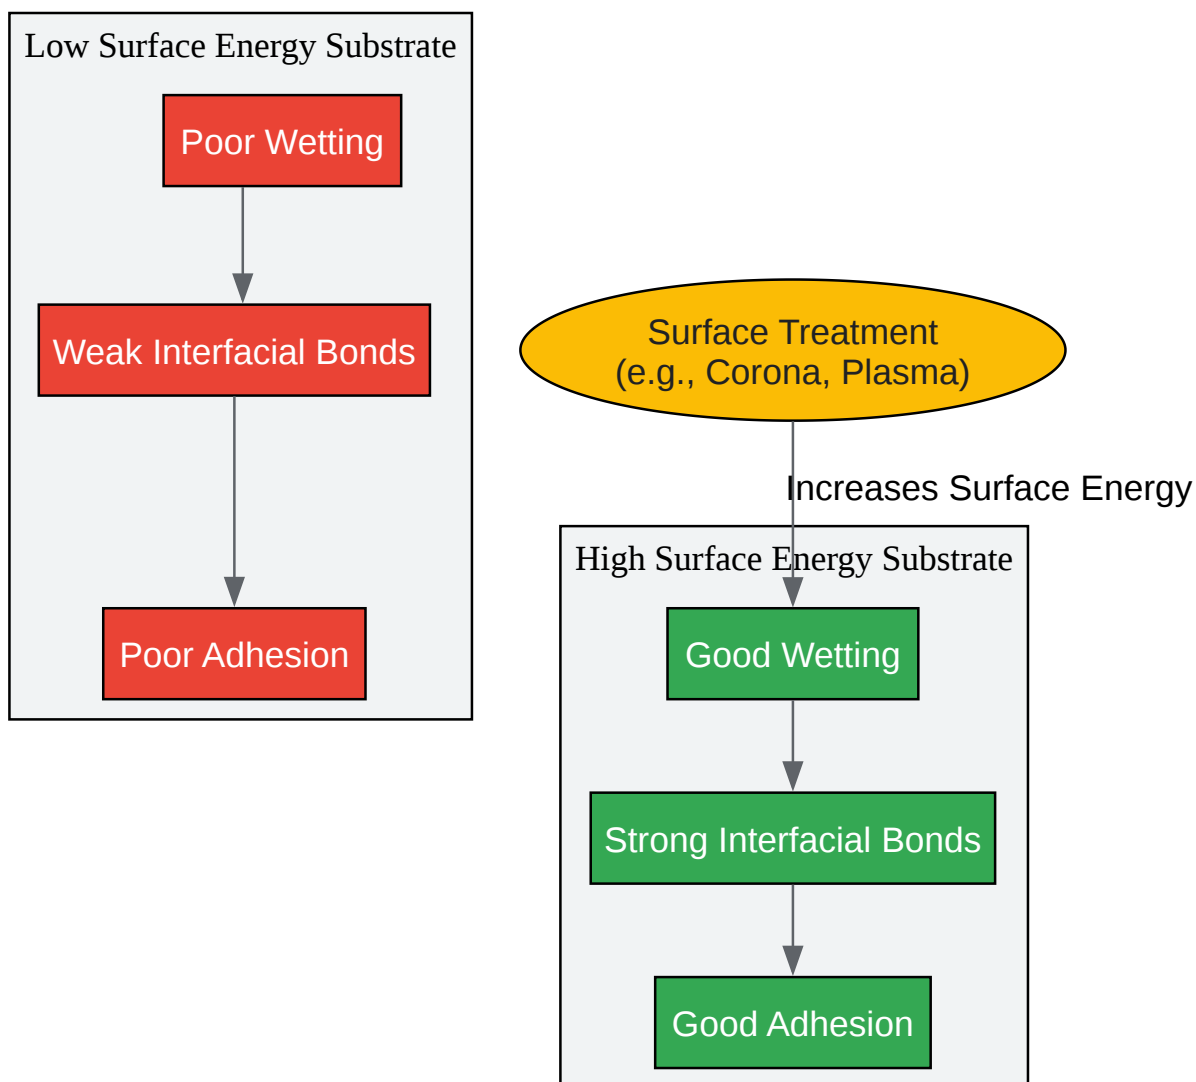 Low Surface Energy Substrate
Poor Wetting
Weak Interfacial Bonds
Poor Adhesion
Surface Treatment
(e.g., Corona, Plasma)
Increases Surface Energy
High Surface Energy Substrate
Good Wetting
Strong Interfacial Bonds
Good Adhesion